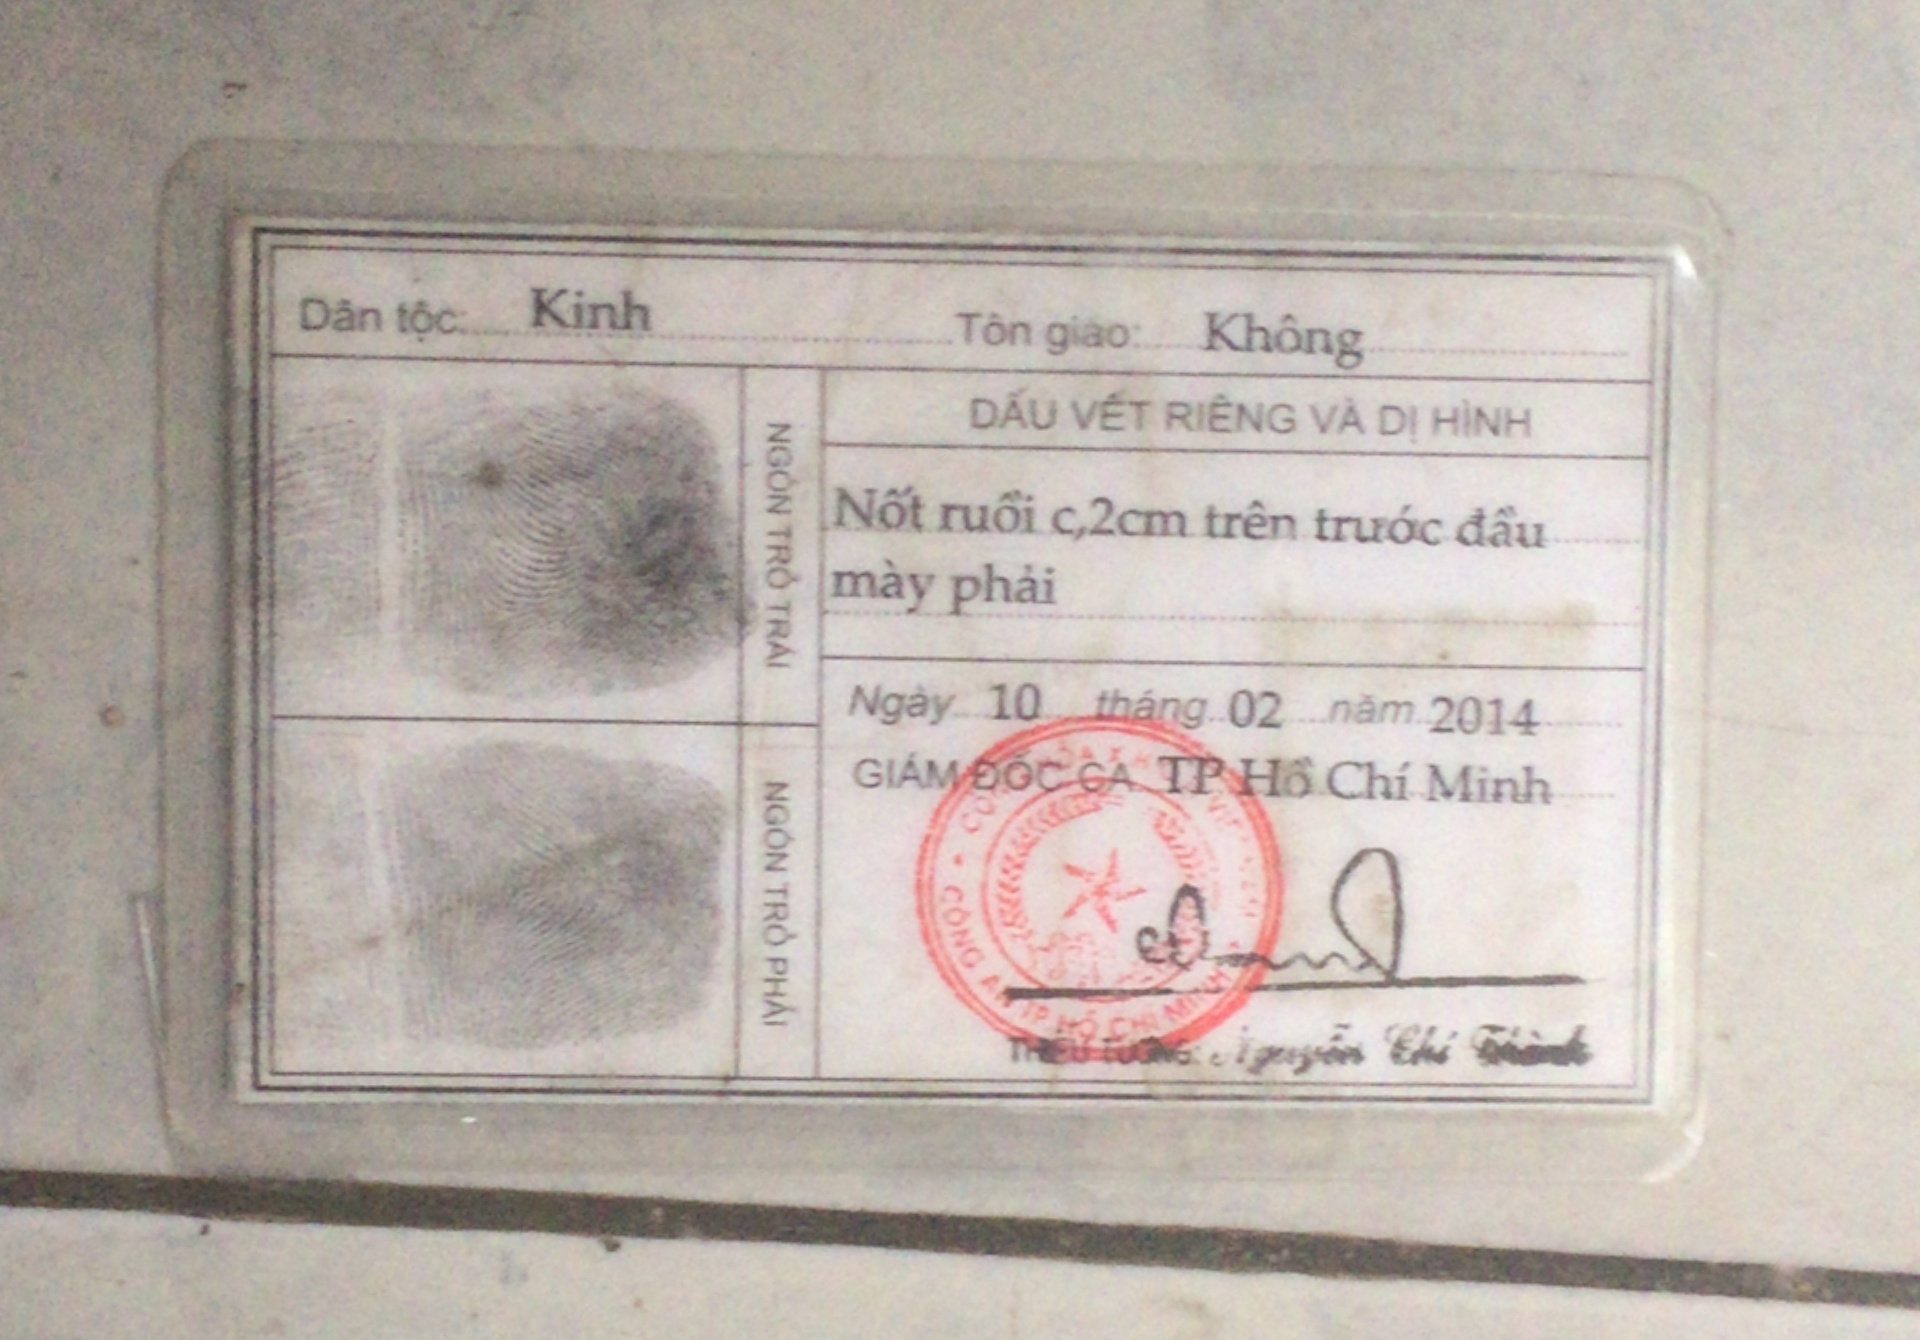 Dân tộc: Kinh Tôn giáo: Không
NGÓN TRỎ TRÁI
DẤU VẾT RIÊNG VÀ DỊ HÌNH
Nốt ruồi c,2cm trên trước đầu
mày phải
Ngày 10 tháng 02 năm 2014
GIÁM ĐỐC CA TP Hồ Chí Minh
NGÓN TRỎ PHẢI
CÔNG AN TP HỒ CHÍ MINH
THIẾU TƯỚNG: Nguyễn Chí Thành